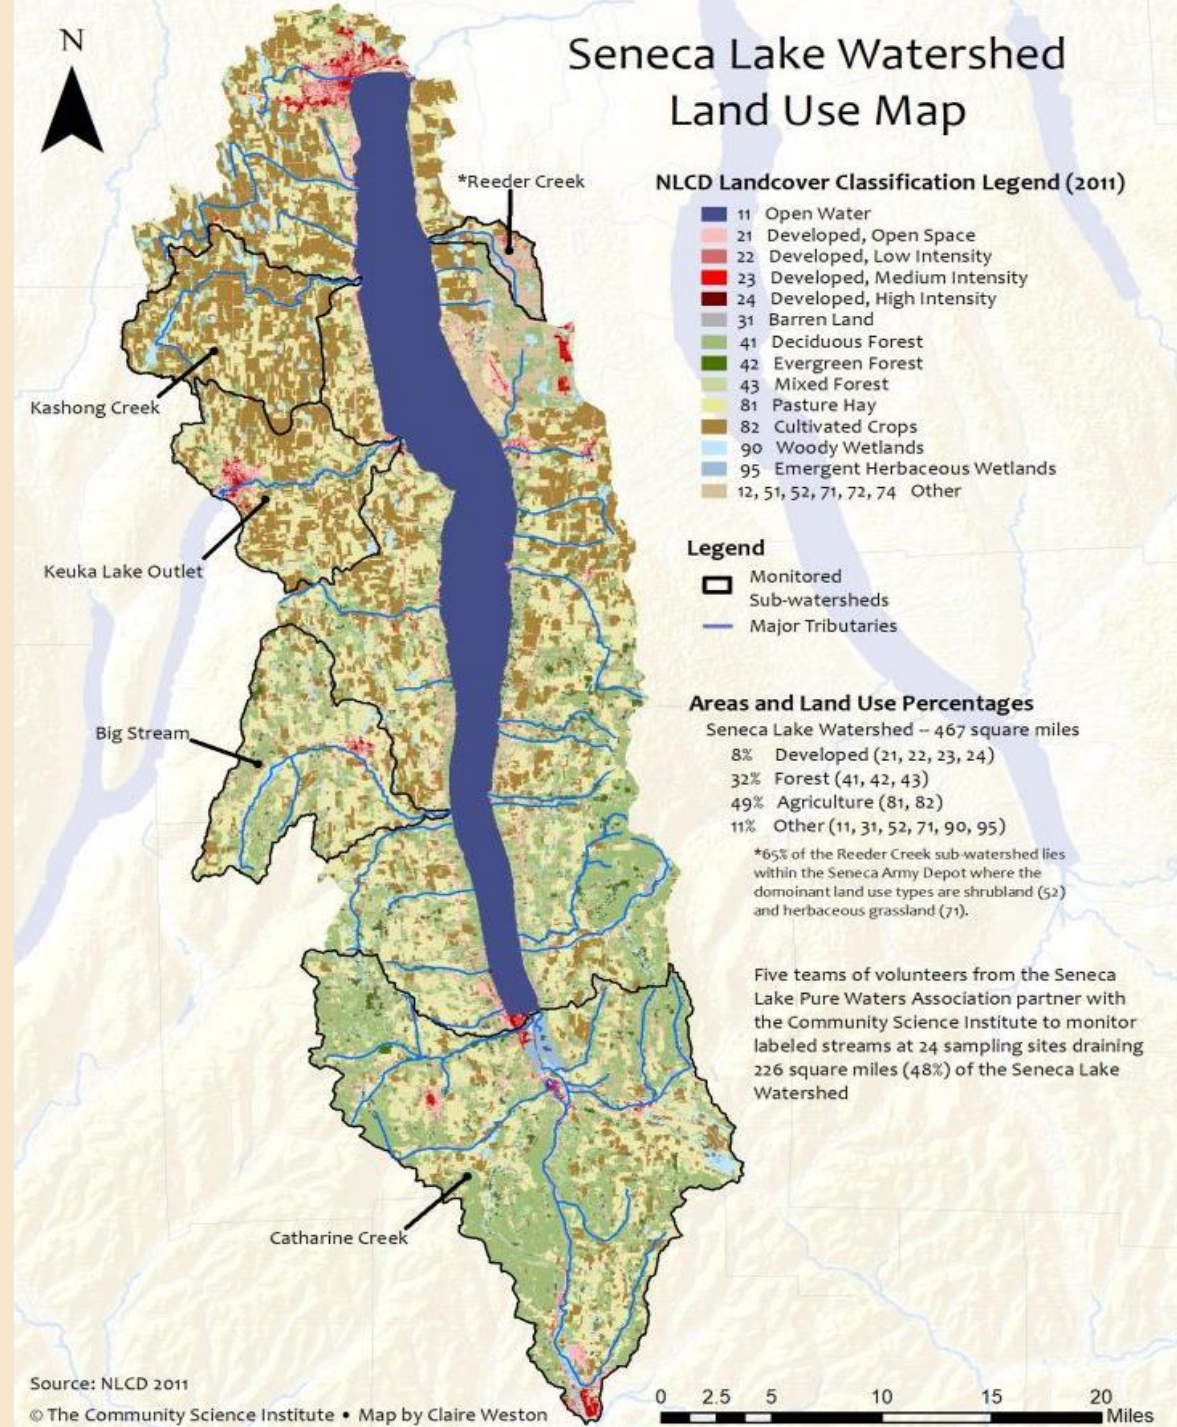 Seneca Lake Watershed
Land Use Map
N
*Reeder Creek
NLCD Landcover Classification Legend (2011)
11 Open Water
21 Developed, Open Space
22 Developed, Low Intensity
23 Developed, Medium Intensity
24 Developed, High Intensity
31 Barren Land
41 Deciduous Forest
42 Evergreen Forest
43 Mixed Forest
81 Pasture Hay
82 Cultivated Crops
90 Woody Wetlands
95 Emergent Herbaceous Wetlands
12, 51, 52, 71, 72, 74 Other
Kashong Creek
Keuka Lake Outlet
Legend
Monitored
Sub-watersheds
Major Tributaries
Big Stream
Areas and Land Use Percentages
Seneca Lake Watershed – 467 square miles
8% Developed (21, 22, 23, 24)
32% Forest (41, 42, 43)
49% Agriculture (81, 82)
11% Other (11, 31, 52, 71, 90, 95)
*65% of the Reeder Creek sub-watershed lies
within the Seneca Army Depot where the
domoinant land use types are shrubland (52)
and herbaceous grassland (71).
Five teams of volunteers from the Seneca
Lake Pure Waters Association partner with
the Community Science Institute to monitor
labeled streams at 24 sampling sites draining
226 square miles (48%) of the Seneca Lake
Watershed
Catharine Creek
Source: NLCD 2011
© The Community Science Institute • Map by Claire Weston
0 2.5 5 10 15 20
Miles